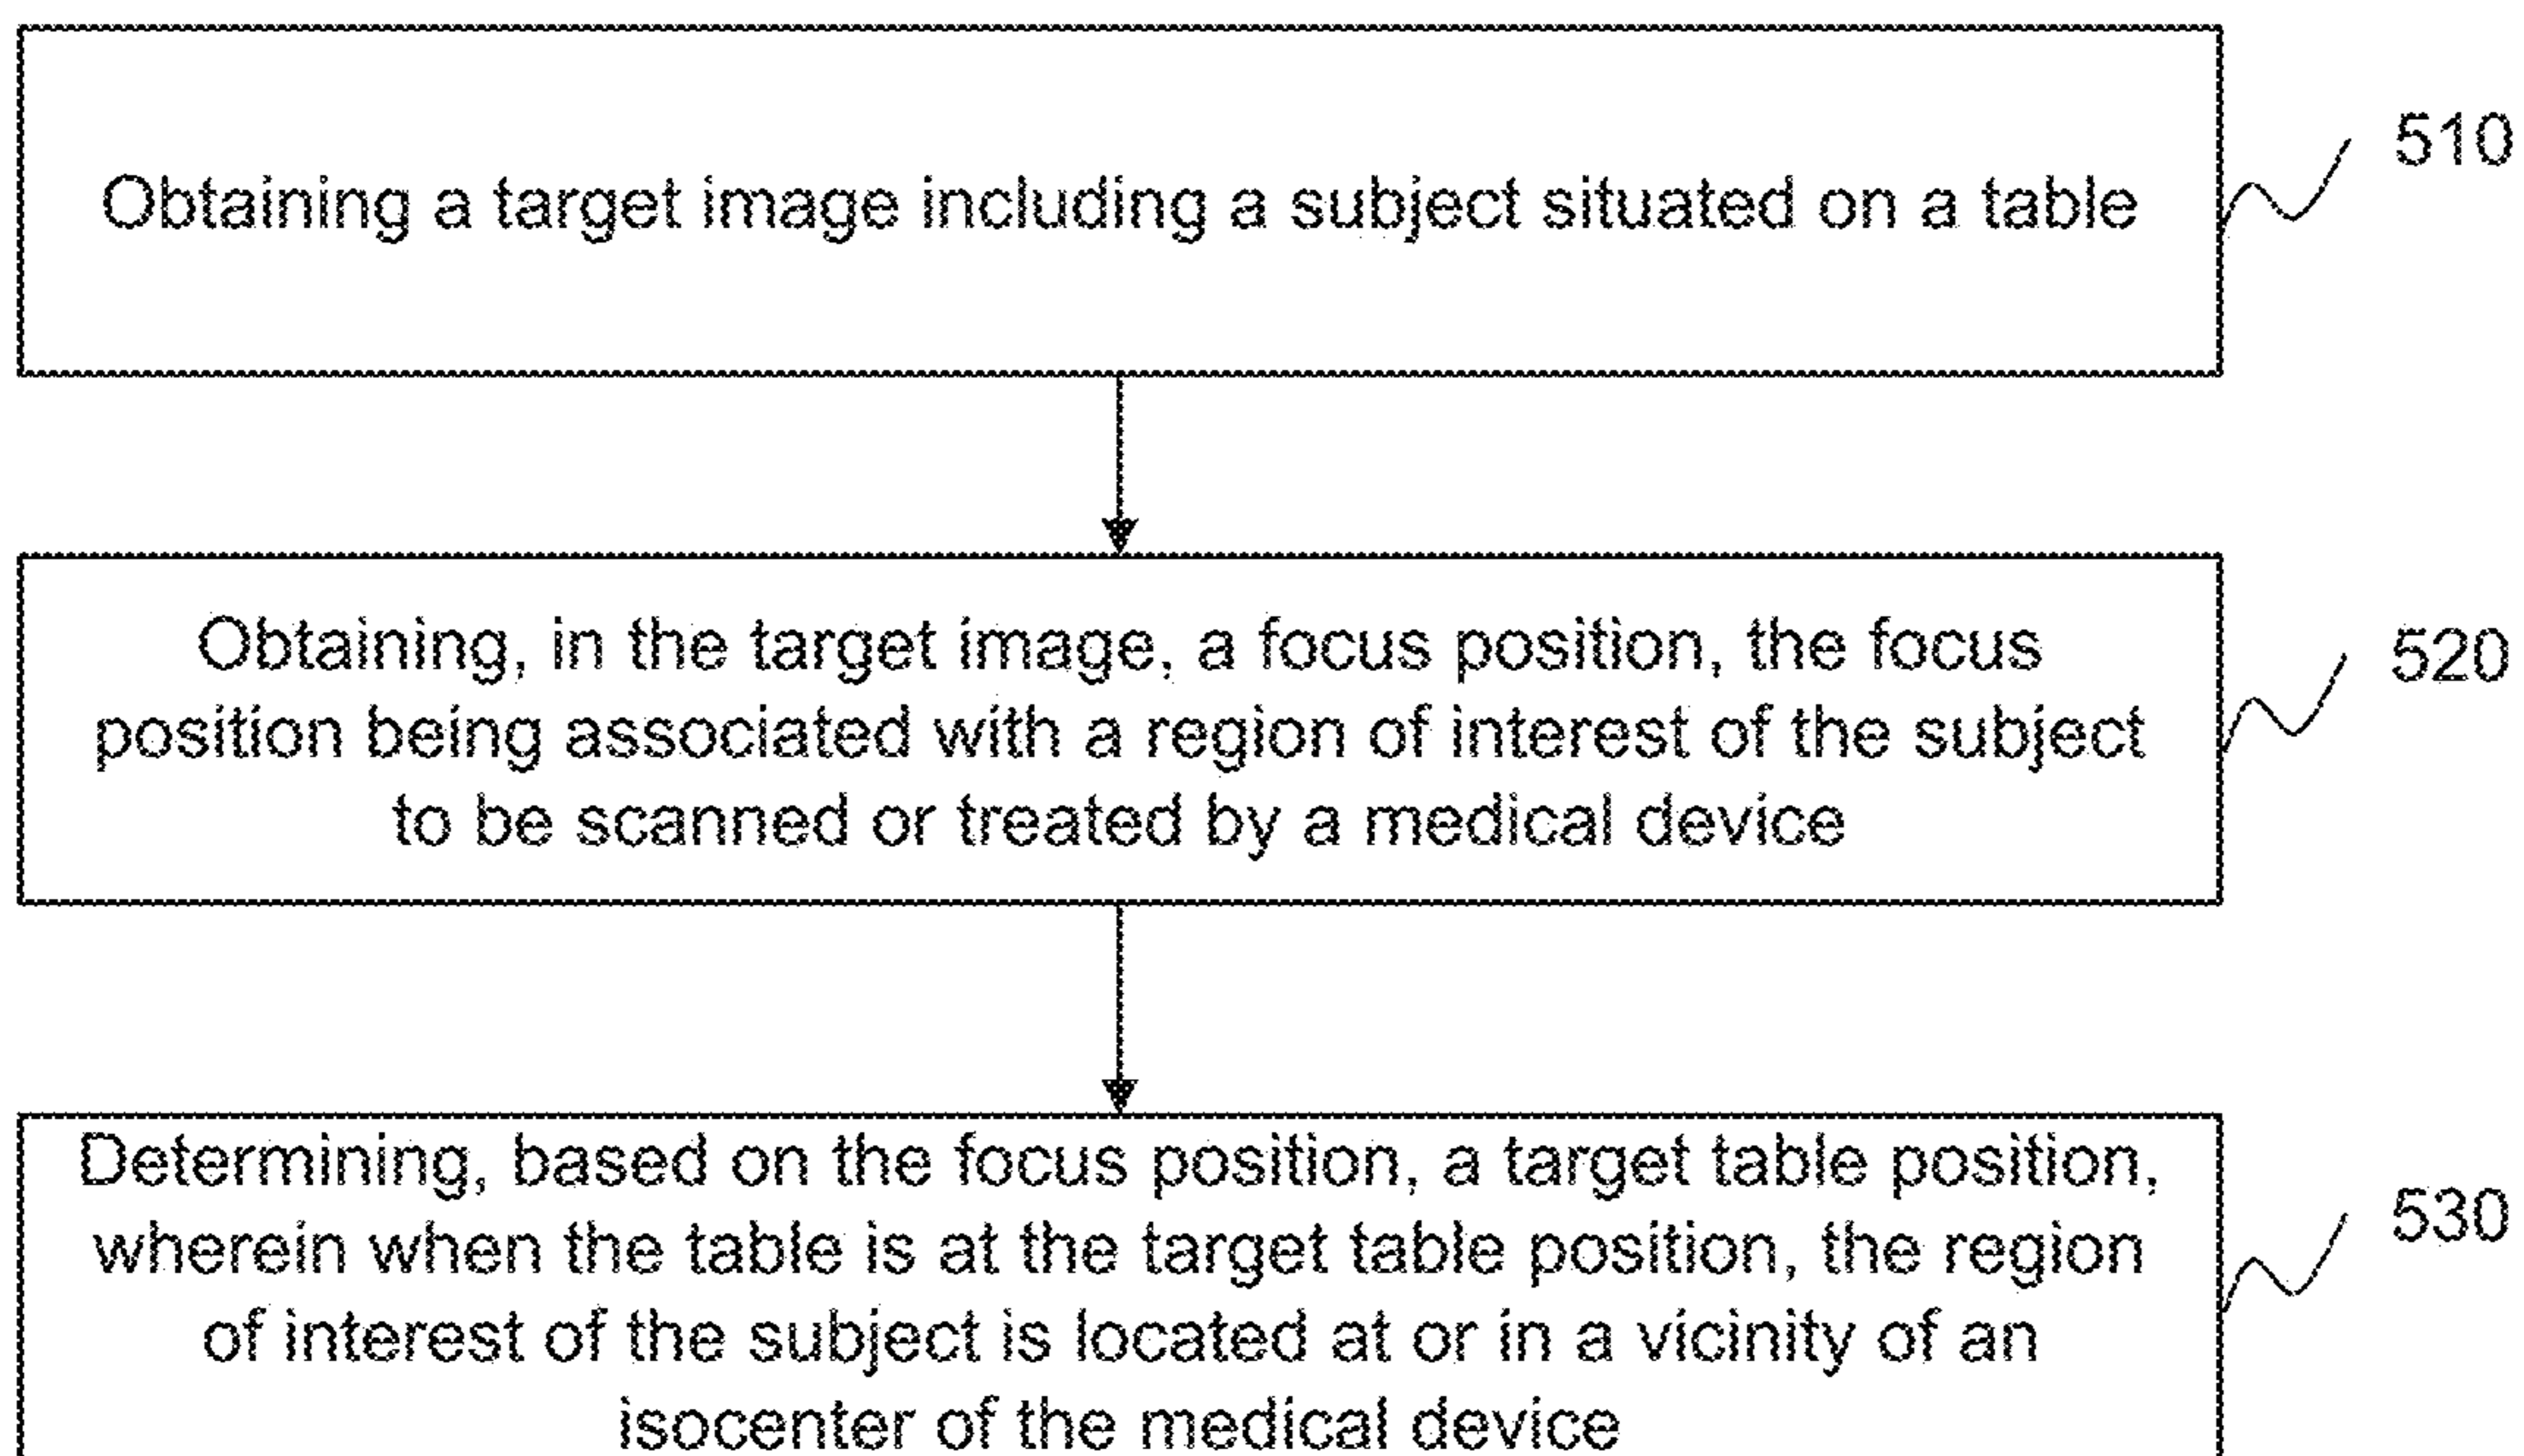 Obtaining a target image including a subject situated on a table
510
Obtaining, in the target image, a focus position, the focus
position being associated with a region of interest of the subject
to be scanned or treated by a medical device
520
Determining, based on the focus position, a target table position,
wherein when the table is at the target table position, the region
of interest of the subject is located at or in a vicinity of an
isocenter of the medical device
530